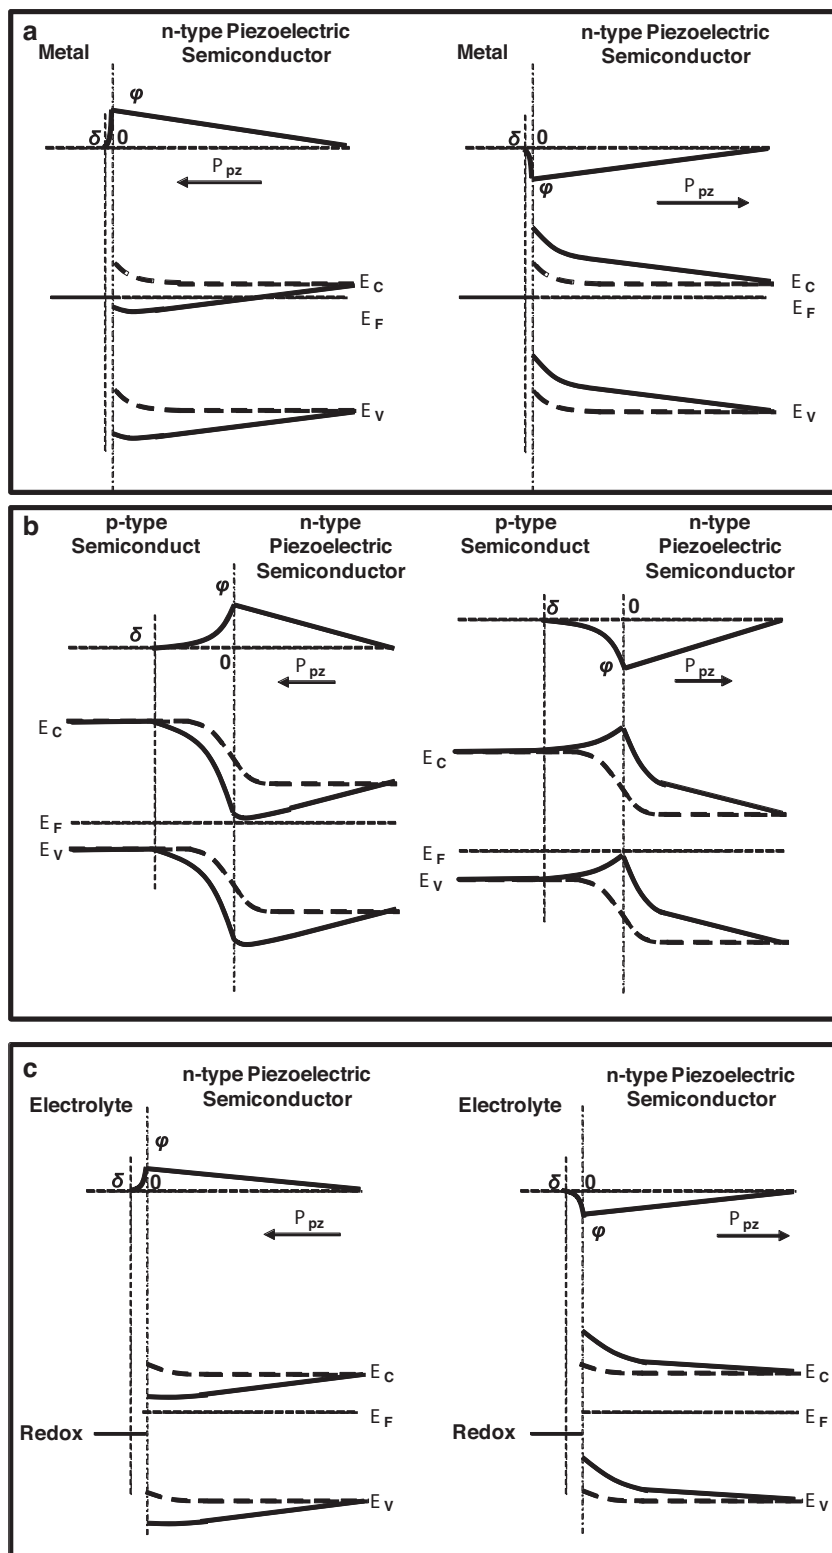 a
Metal
n-type Piezoelectric
Semiconductor
φ
δ
0
P pz
E C
E F
E V
Metal
n-type Piezoelectric
Semiconductor
δ
0
φ
P pz
E C
E F
E V
b
p-type
Semiconduct
n-type
Piezoelectric
Semiconductor
φ
δ
0
P pz
E C
E F
E V
p-type
Semiconduct
n-type
Piezoelectric
Semiconductor
δ
0
φ
P pz
E C
E F
E V
c
Electrolyte
n-type Piezoelectric
Semiconductor
φ
δ
0
P pz
E C
E F
Redox
E V
Electrolyte
n-type Piezoelectric
Semiconductor
δ
0
φ
P pz
E C
E F
Redox
E V